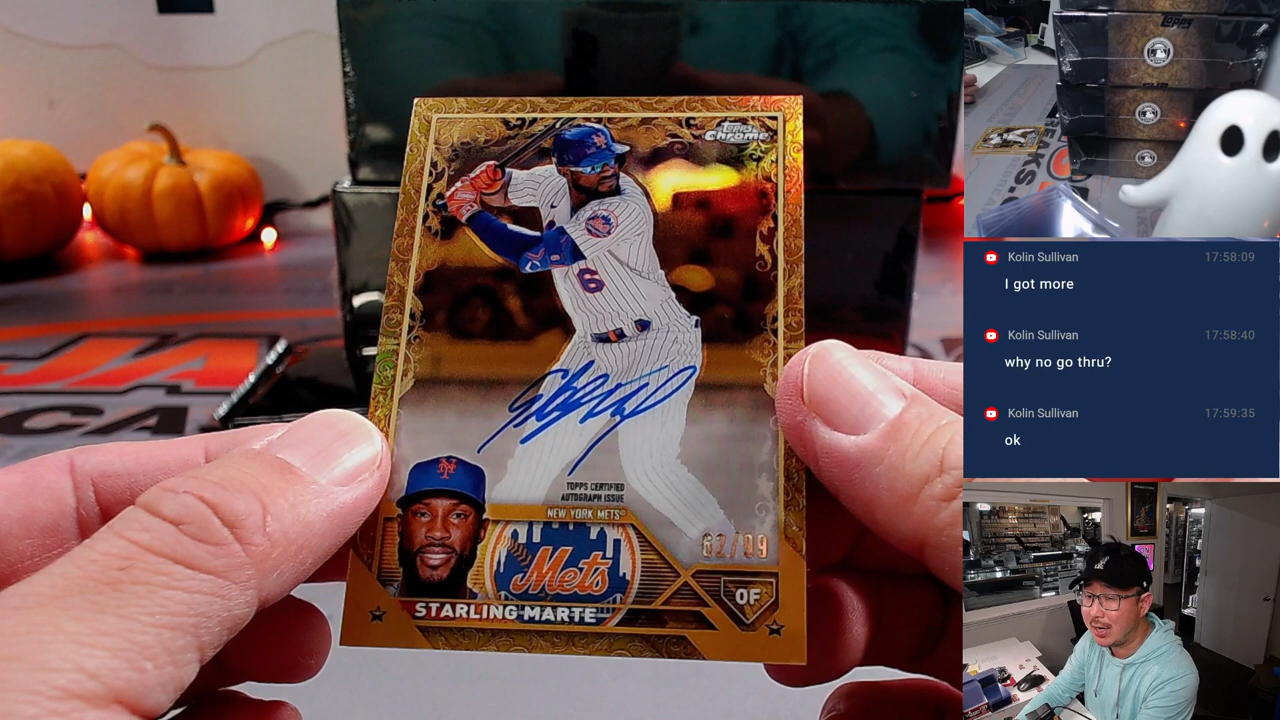 Topps
Chrome
6
TOPPS CERTIFIED
AUTOGRAPH ISSUE
NEW YORK METS
62/99
Mets
STARLING MARTE
OF
Topps
Kolin Sullivan 17:58:09
I got more
Kolin Sullivan 17:58:40
why no go thru?
Kolin Sullivan 17:59:35
ok